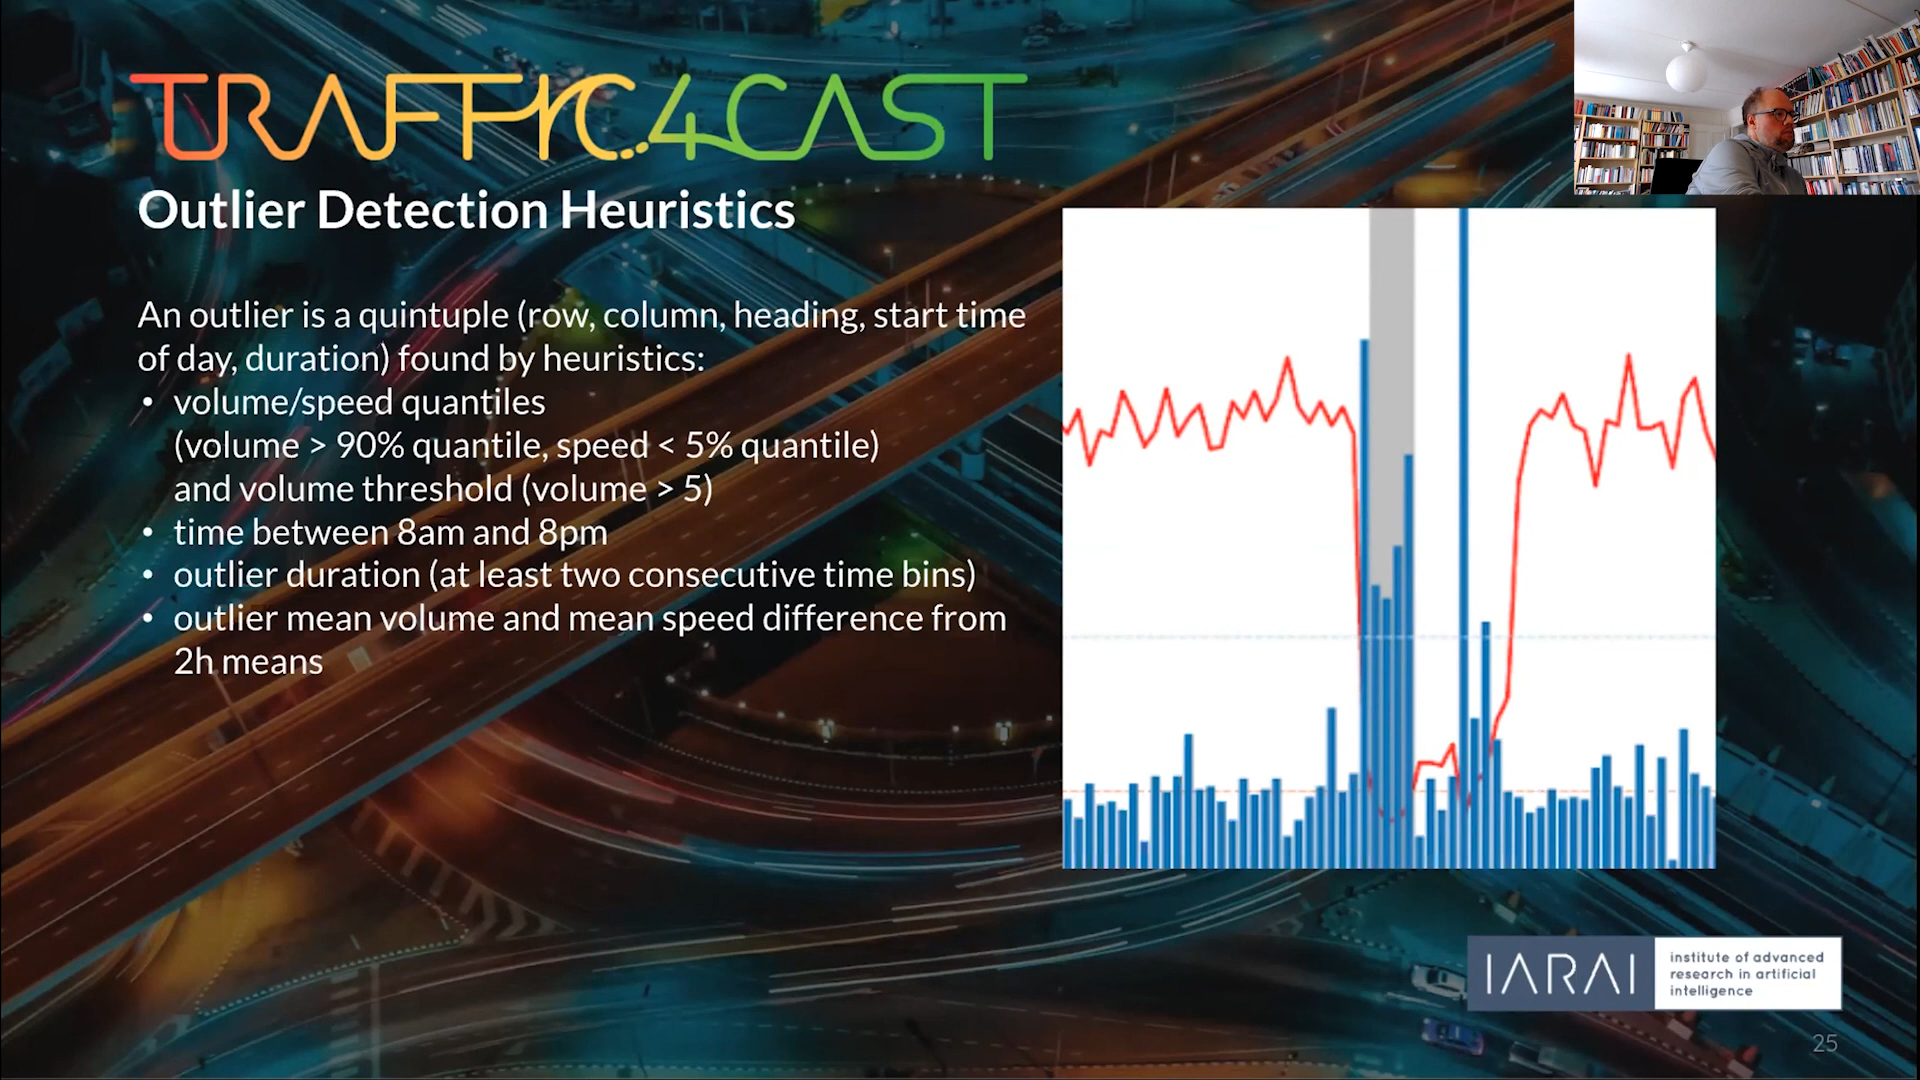 TRAFFIC4CAST
Outlier Detection Heuristics
An outlier is a quintuple (row, column, heading, start time
of day, duration) found by heuristics:
• volume/speed quantiles
(volume > 90% quantile, speed < 5% quantile)
and volume threshold (volume > 5)
• time between 8am and 8pm
• outlier duration (at least two consecutive time bins)
• outlier mean volume and mean speed difference from
2h means
IARAI
institute of advanced
research in artificial
intelligence
25